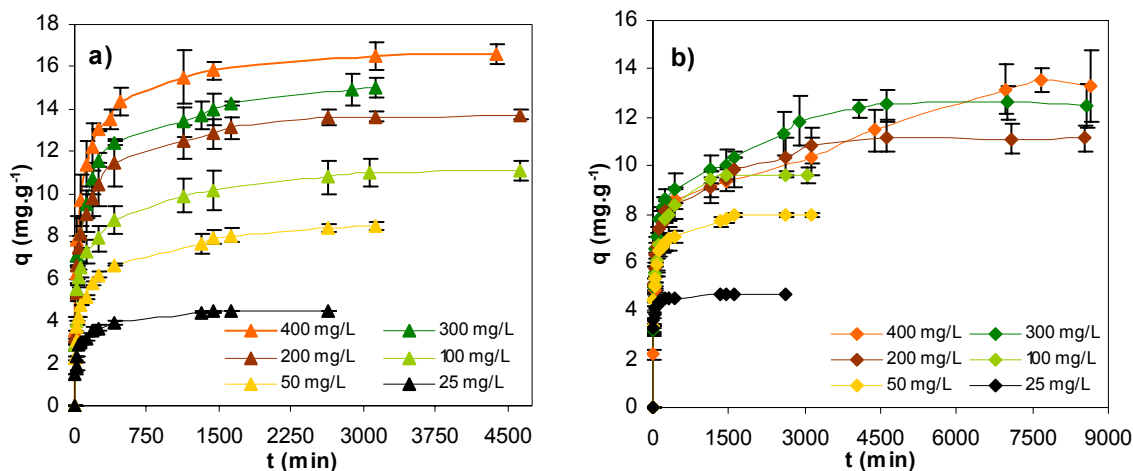 a)
q (mg.g⁻¹)
18
16
14
12
10
8
6
4
2
0
400 mg/L 300 mg/L
200 mg/L 100 mg/L
50 mg/L 25 mg/L
0 750 1500 2250 3000 3750 4500
t (min)
b)
q (mg.g⁻¹)
16
14
12
10
8
6
4
2
0
400 mg/L 300 mg/L
200 mg/L 100 mg/L
50 mg/L 25 mg/L
0 1500 3000 4500 6000 7500 9000
t (min)